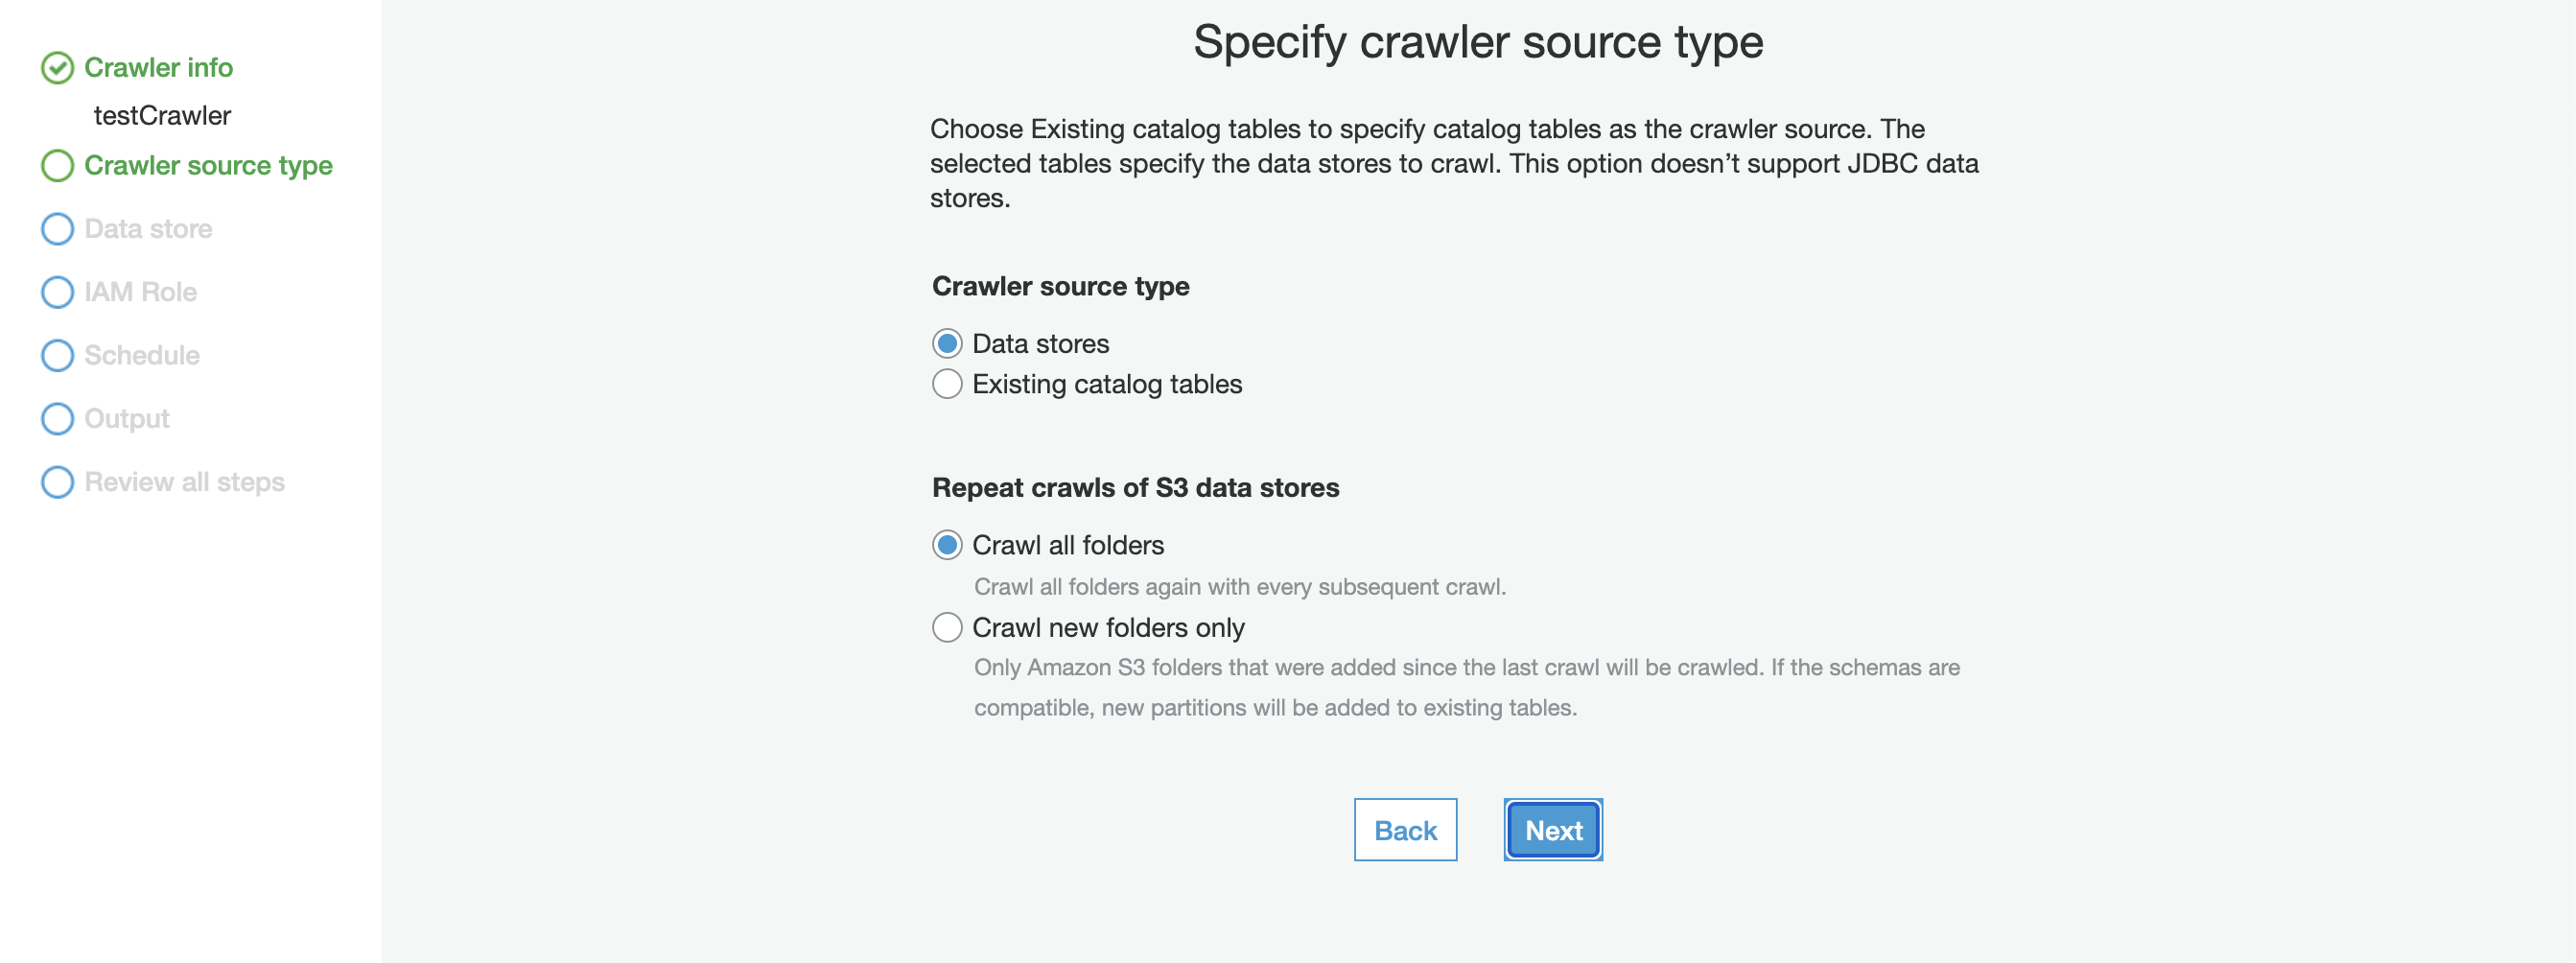 Crawler info
testCrawler
Crawler source type
Data store
IAM Role
Schedule
Output
Review all steps
Specify crawler source type
Choose Existing catalog tables to specify catalog tables as the crawler source. The
selected tables specify the data stores to crawl. This option doesn’t support JDBC data
stores.
Crawler source type
Data stores
Existing catalog tables
Repeat crawls of S3 data stores
Crawl all folders
Crawl all folders again with every subsequent crawl.
Crawl new folders only
Only Amazon S3 folders that were added since the last crawl will be crawled. If the schemas are
compatible, new partitions will be added to existing tables.
Back
Next